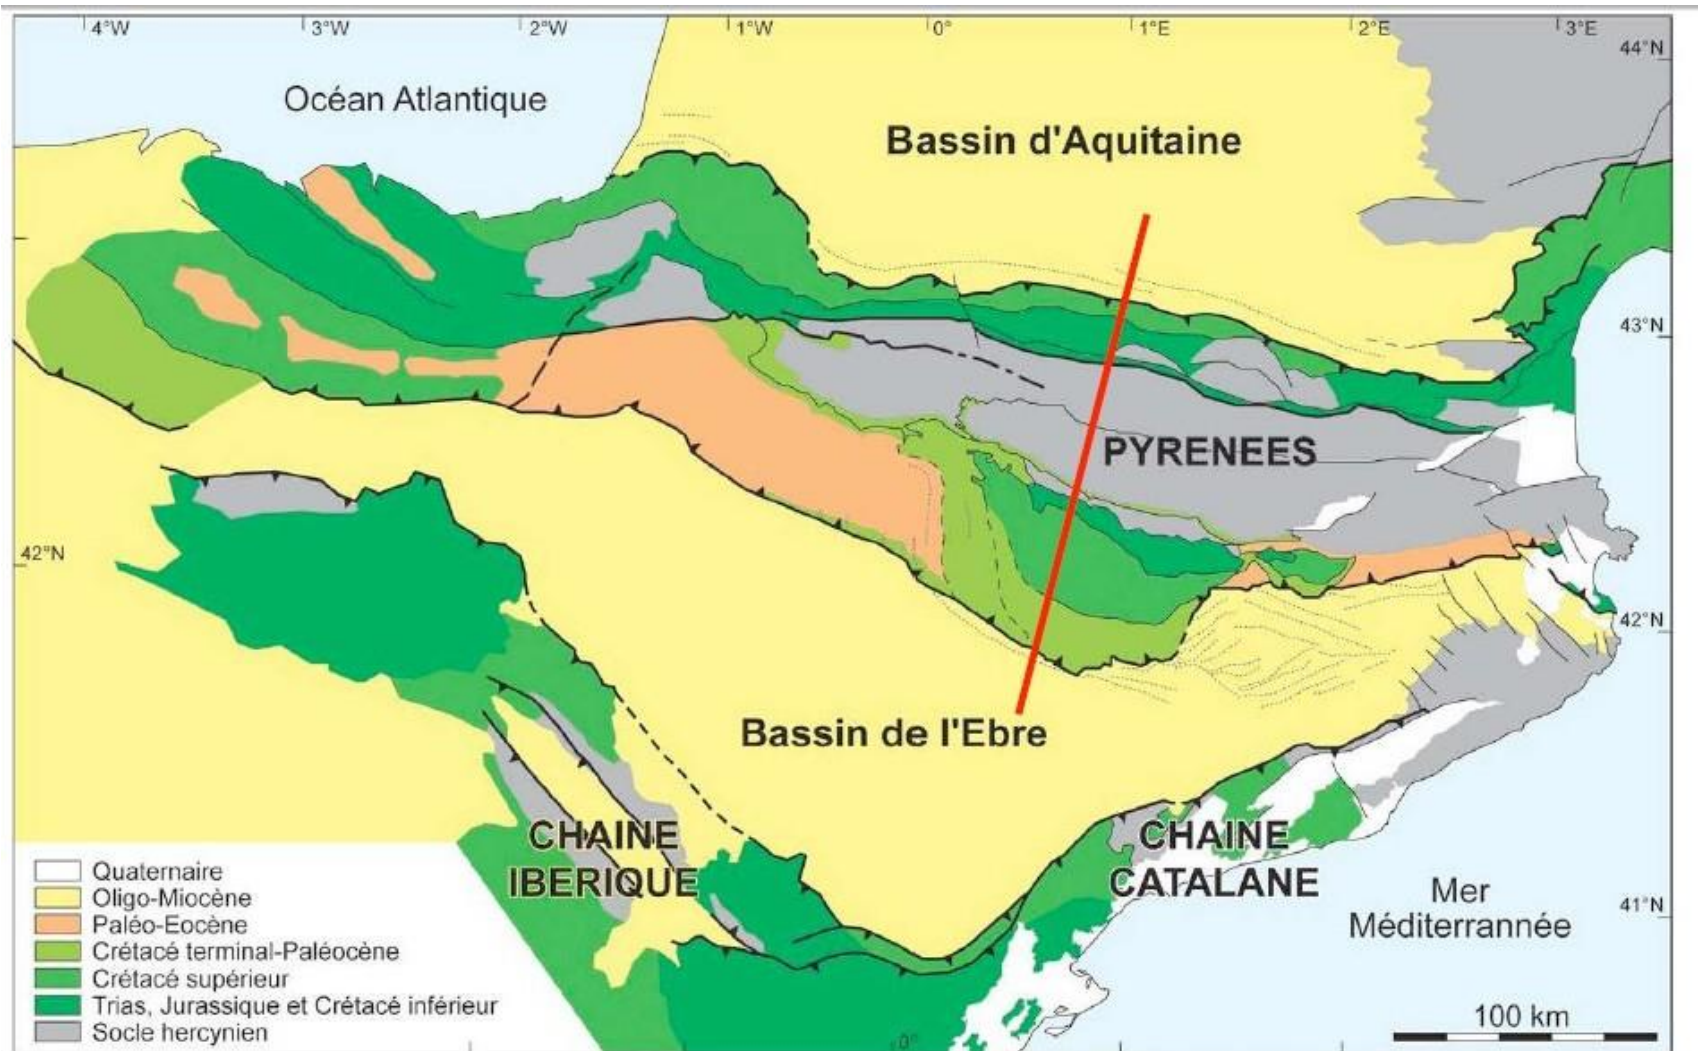 4°W
3°W
2°W
1°W
0°
1°E
2°E
3°E
44°N
Océan Atlantique
Bassin d'Aquitaine
43°N
PYRENEES
42°N
42°N
Bassin de l'Ebre
CHAINE
IBERIQUE
CHAINE
CATALANE
Mer
Méditerrannée
41°N
Quaternaire
Oligo-Miocène
Paléo-Eocène
Crétacé terminal-Paléocène
Crétacé supérieur
Trias, Jurassique et Crétacé inférieur
Socle hercynien
0°
100 km